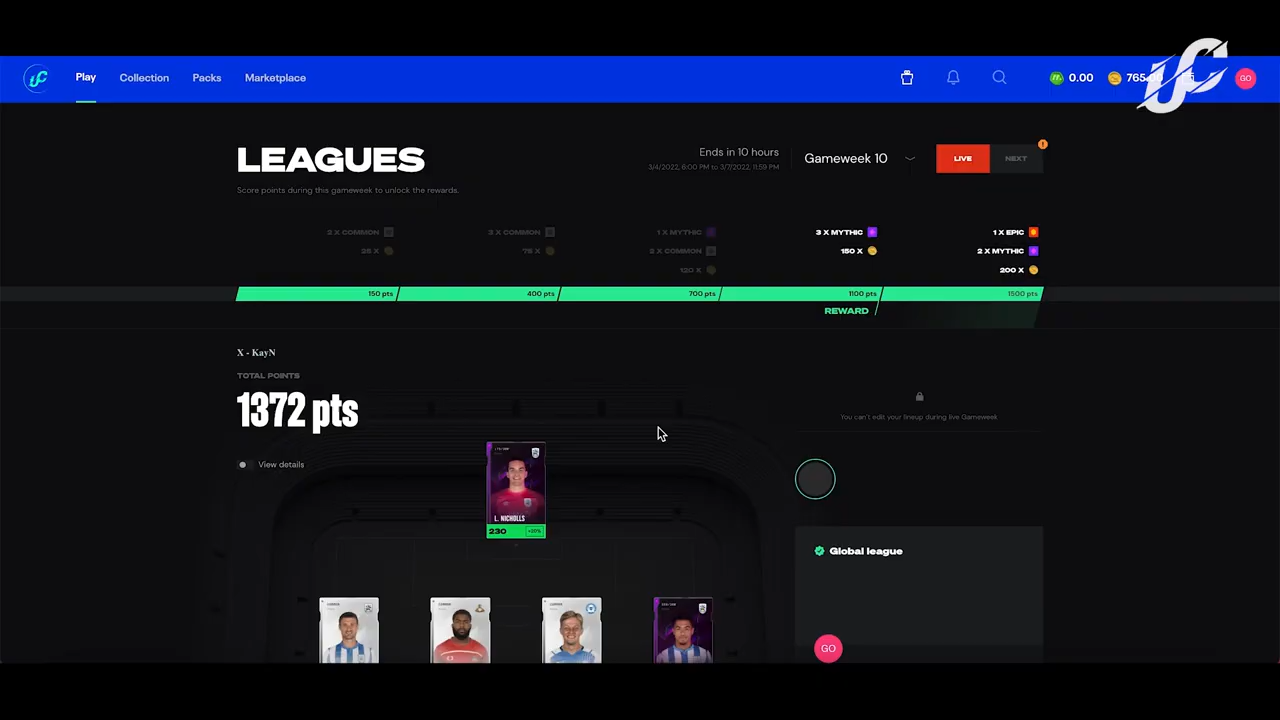 Play Collection Packs Marketplace 0.00 765 GO
LEAGUES
Score points during this gameweek to unlock the rewards.
Ends in 10 hours
3/4/2022, 6:00 PM to 3/7/2022, 11:59 PM
Gameweek 10
LIVE NEXT
2 X COMMON 3 X COMMON 1 X MYTHIC 3 X MYTHIC 1 X EPIC
150 X 2 X MYTHIC
120 X 200 X
150 pts 400 pts 700 pts 1100 pts 1500 pts
REWARD
X - KayN
TOTAL POINTS
1372 pts
You can't edit your lineup during live Gameweek
View details
L. NICHOLLS
230
Global league
GO